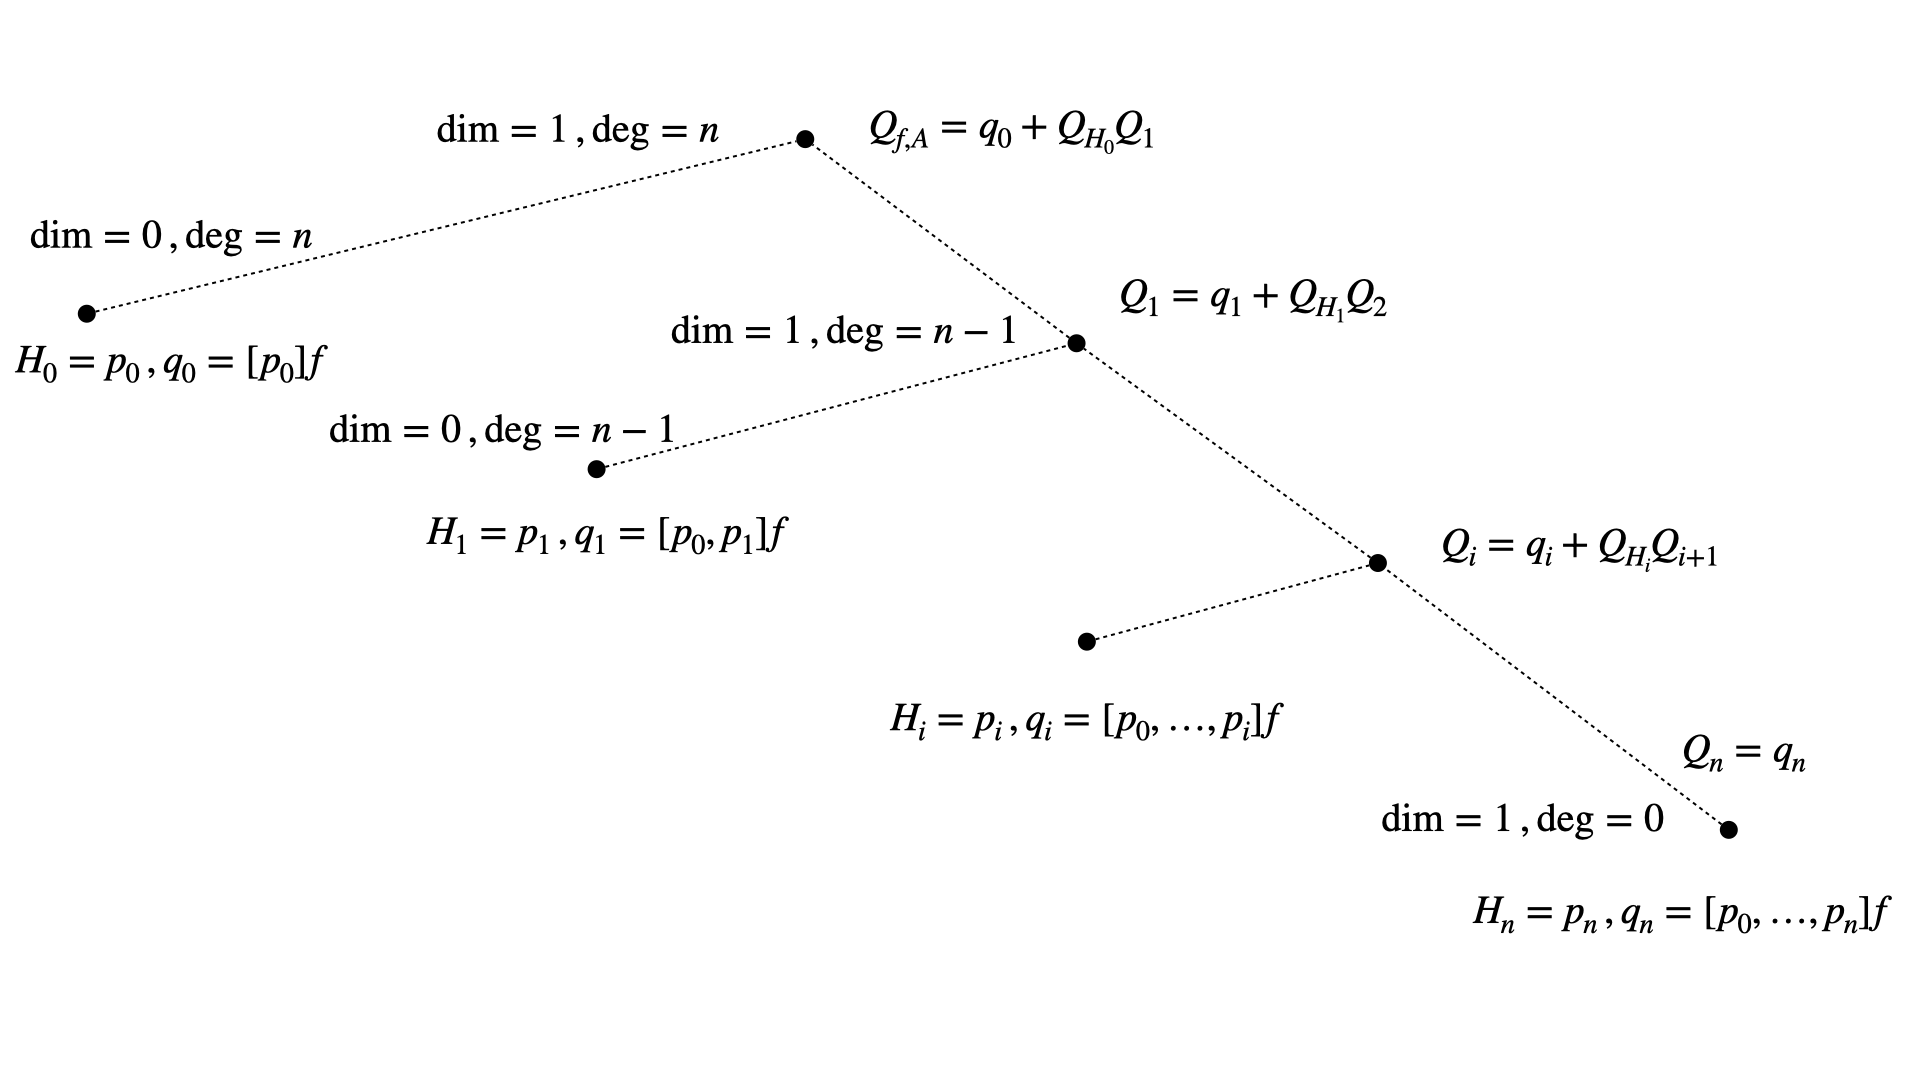 dim = 1 , deg = n
Q_{f,A} = q_0 + Q_{H_0}Q_1
dim = 0 , deg = n
H_0 = p_0 , q_0 = [p_0]f
Q_1 = q_1 + Q_{H_1}Q_2
dim = 1 , deg = n − 1
dim = 0 , deg = n − 1
H_1 = p_1 , q_1 = [p_0, p_1]f
Q_i = q_i + Q_{H_i}Q_{i+1}
H_i = p_i , q_i = [p_0, …, p_i]f
Q_n = q_n
dim = 1 , deg = 0
H_n = p_n , q_n = [p_0, …, p_n]f